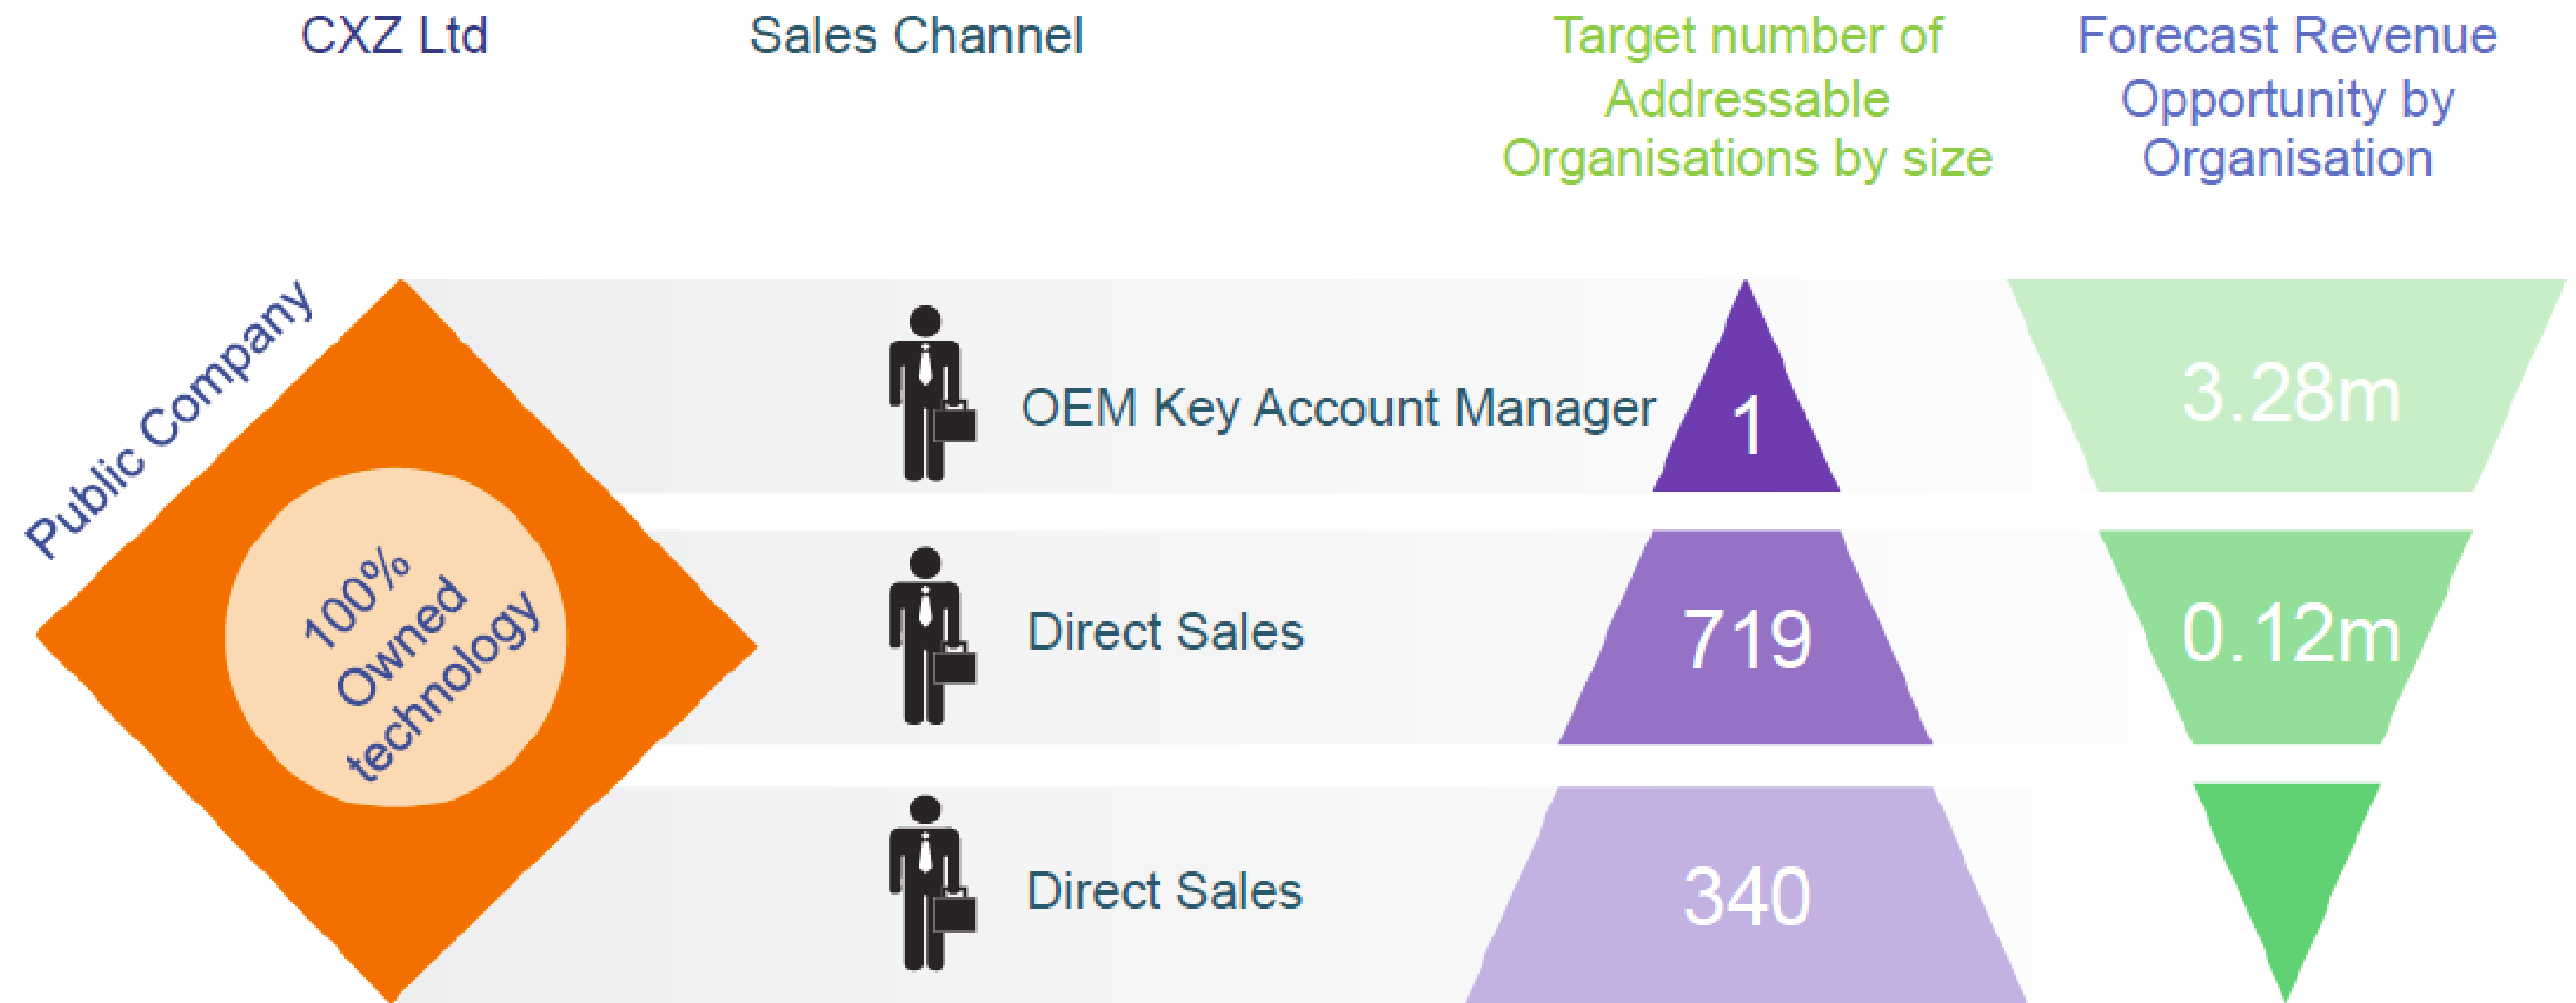 CXZ Ltd
Sales Channel
Target number of
Addressable
Organisations by size
Forecast Revenue
Opportunity by
Organisation
Public Company
100%
Owned
technology
OEM Key Account Manager
1
3.28m
Direct Sales
719
0.12m
Direct Sales
340